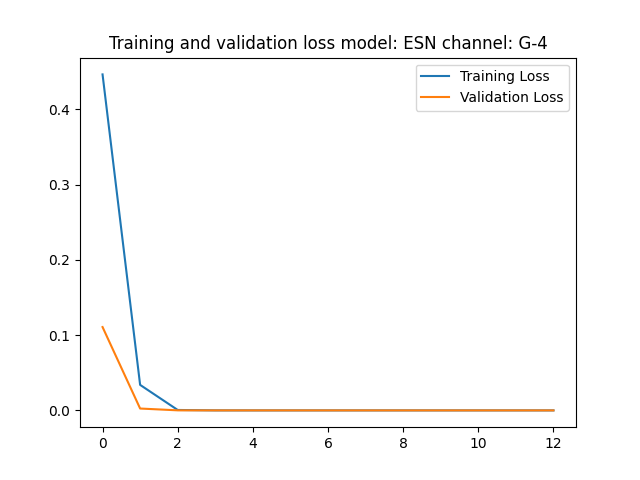 Training and validation loss model: ESN channel: G-4
Training Loss
Validation Loss
0.4
0.3
0.2
0.1
0.0
0 2 4 6 8 10 12